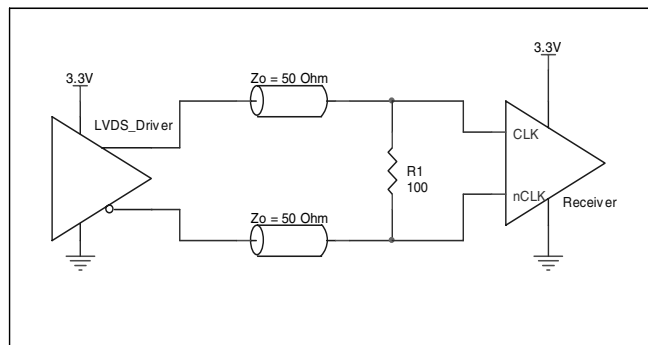 3.3V
LVDS_Driver
Zo = 50 Ohm
Zo = 50 Ohm
R1
100
3.3V
CLK
nCLK
Receiver